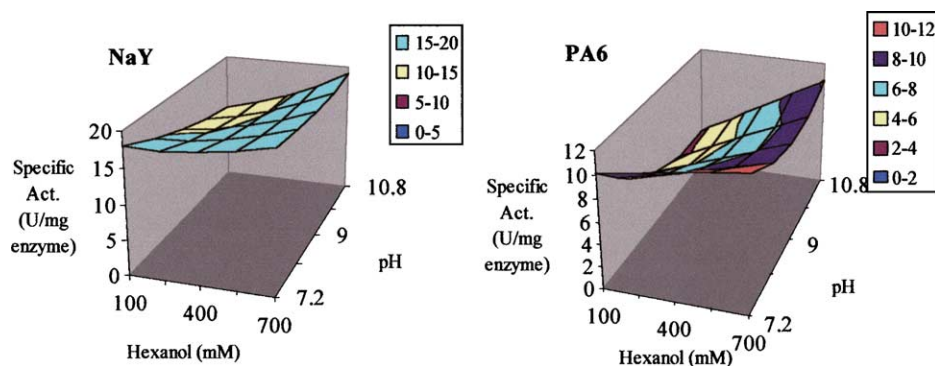 NaY
15-20
10-15
5-10
0-5
20
15
10
5
0
Specific
Act.
(U/mg
enzyme)
100
400
700
Hexanol (mM)
7.2
9
10.8
pH
PA6
10-12
8-10
6-8
4-6
2-4
0-2
12
10
8
6
4
2
0
Specific
Act.
(U/mg
enzyme)
100
400
700
Hexanol (mM)
7.2
9
10.8
pH